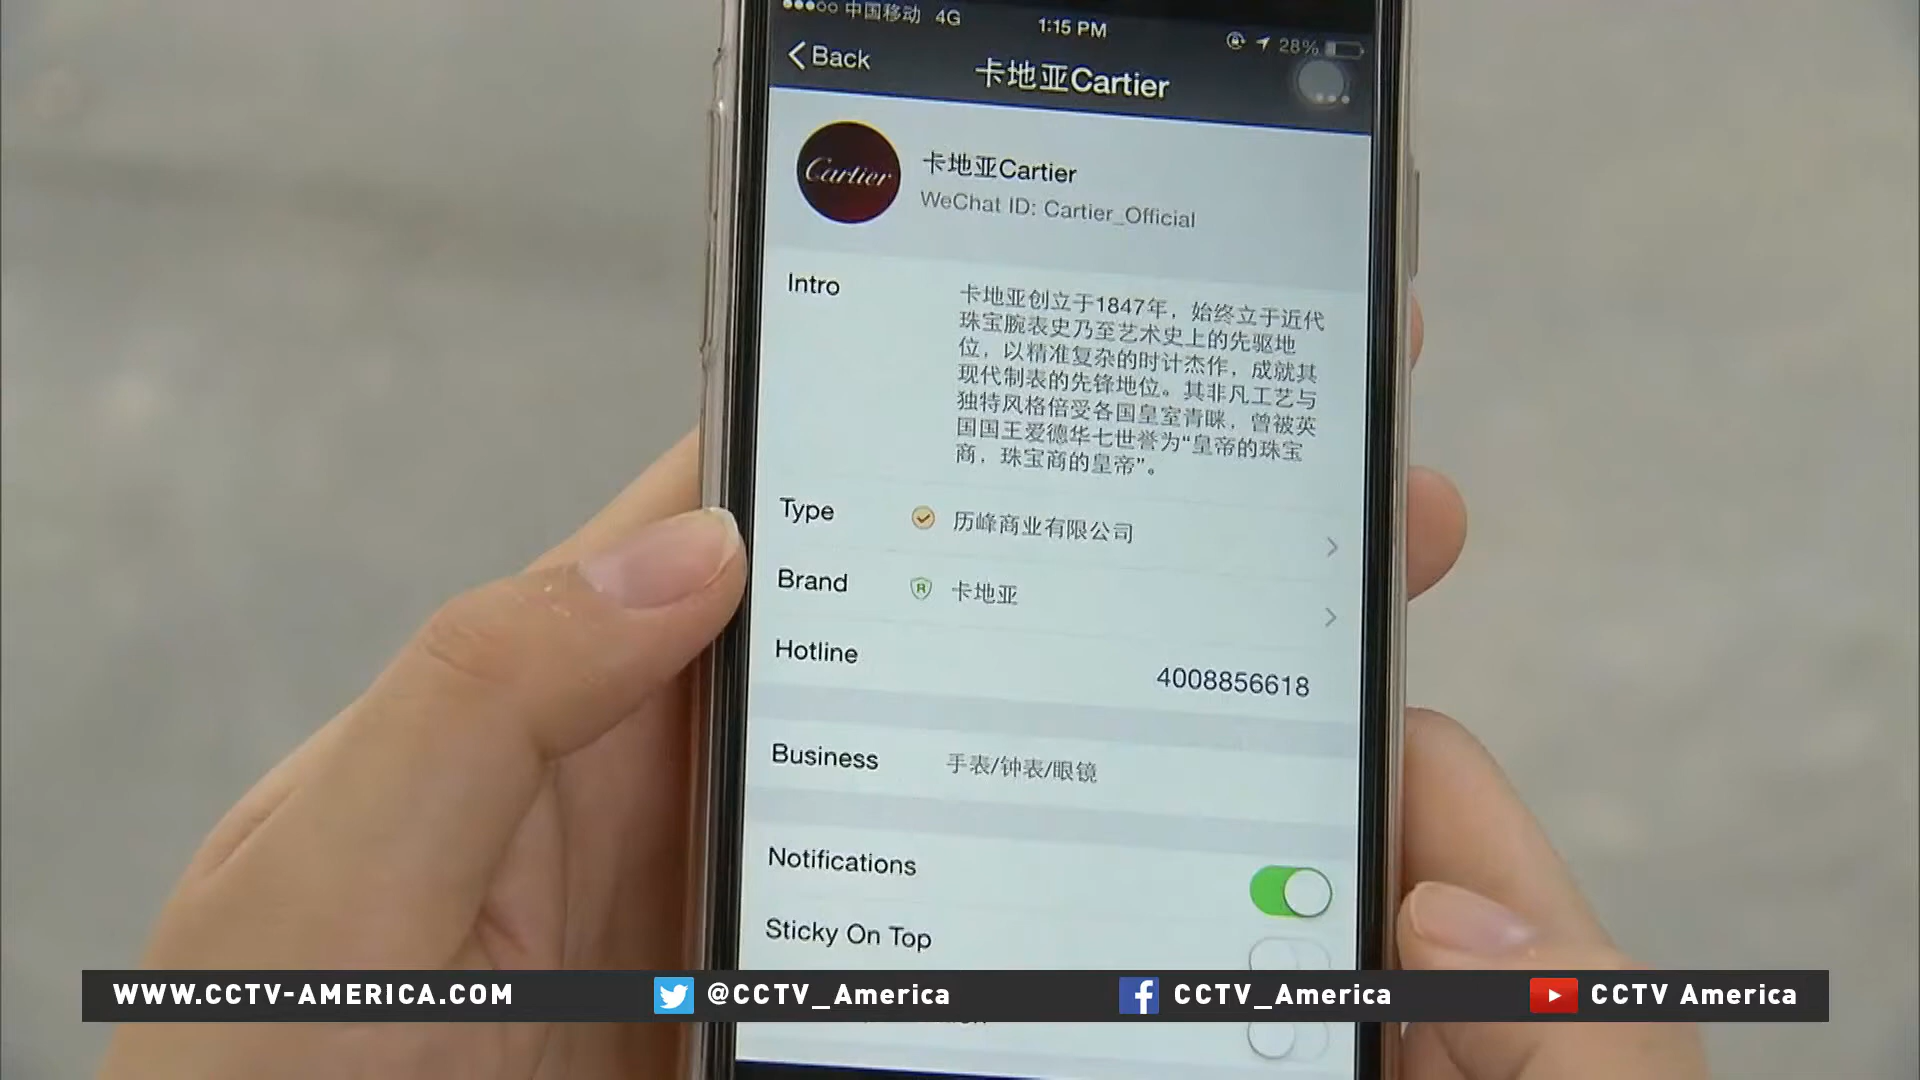 中国移动 4G 1:15 PM 28%
Back
卡地亚Cartier
Cartier
卡地亚Cartier
WeChat ID: Cartier_Official
Intro
卡地亚创立于1847年，始终立于近代
珠宝腕表史乃至艺术史上的先驱地
位，以精准复杂的时计杰作，成就其
现代制表的先锋地位。其非凡工艺与
独特风格倍受各国皇室青睐，曾被英
国国王爱德华七世誉为“皇帝的珠宝
商，珠宝商的皇帝”。
Type 历峰商业有限公司
Brand R 卡地亚
Hotline 4008856618
Business 手表/钟表/眼镜
Notifications
Sticky On Top
WWW.CCTV-AMERICA.COM @CCTV_America CCTV_America CCTV America